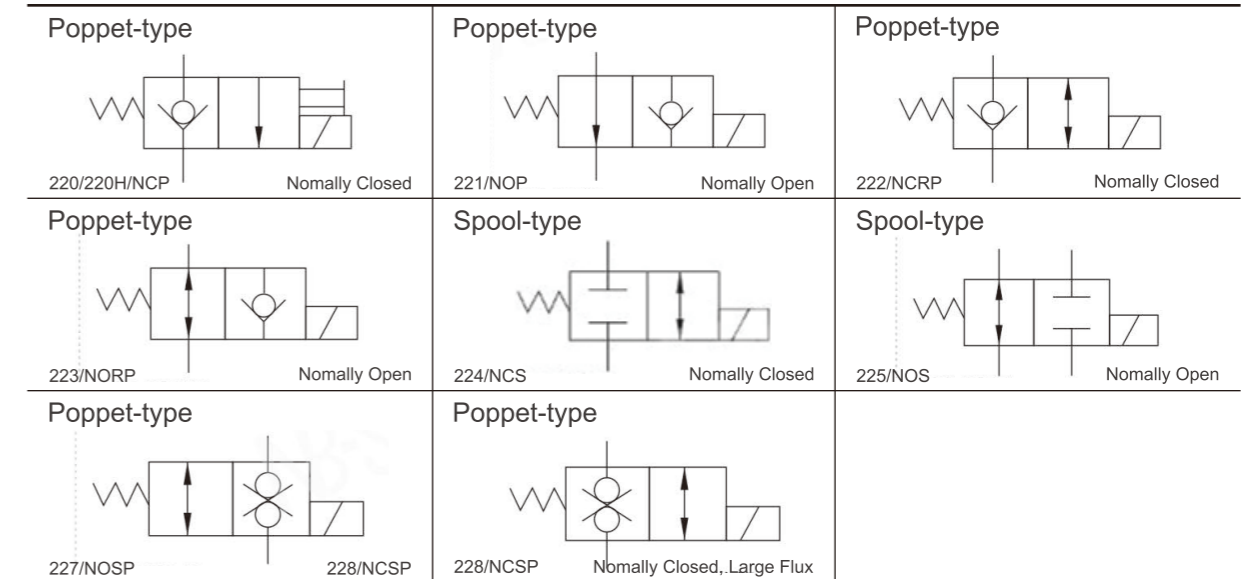 Poppet-type
220/220H/NCP Nomally Closed
Poppet-type
221/NOP Nomally Open
Poppet-type
222/NCRP Nomally Closed
Poppet-type
223/NORP Nomally Open
Spool-type
224/NCS Nomally Closed
Spool-type
225/NOS Nomally Open
Poppet-type
227/NOSP 228/NCSP
Poppet-type
228/NCSP Nomally Closed,.Large Flux